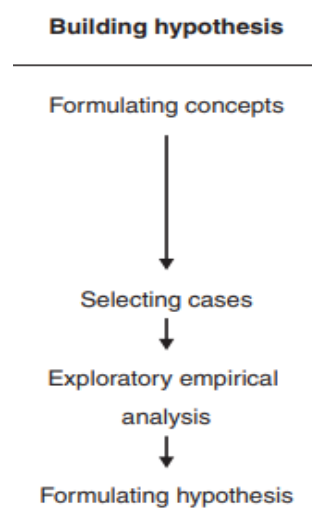 Building hypothesis
Formulating concepts
Selecting cases
Exploratory empirical
analysis
Formulating hypothesis